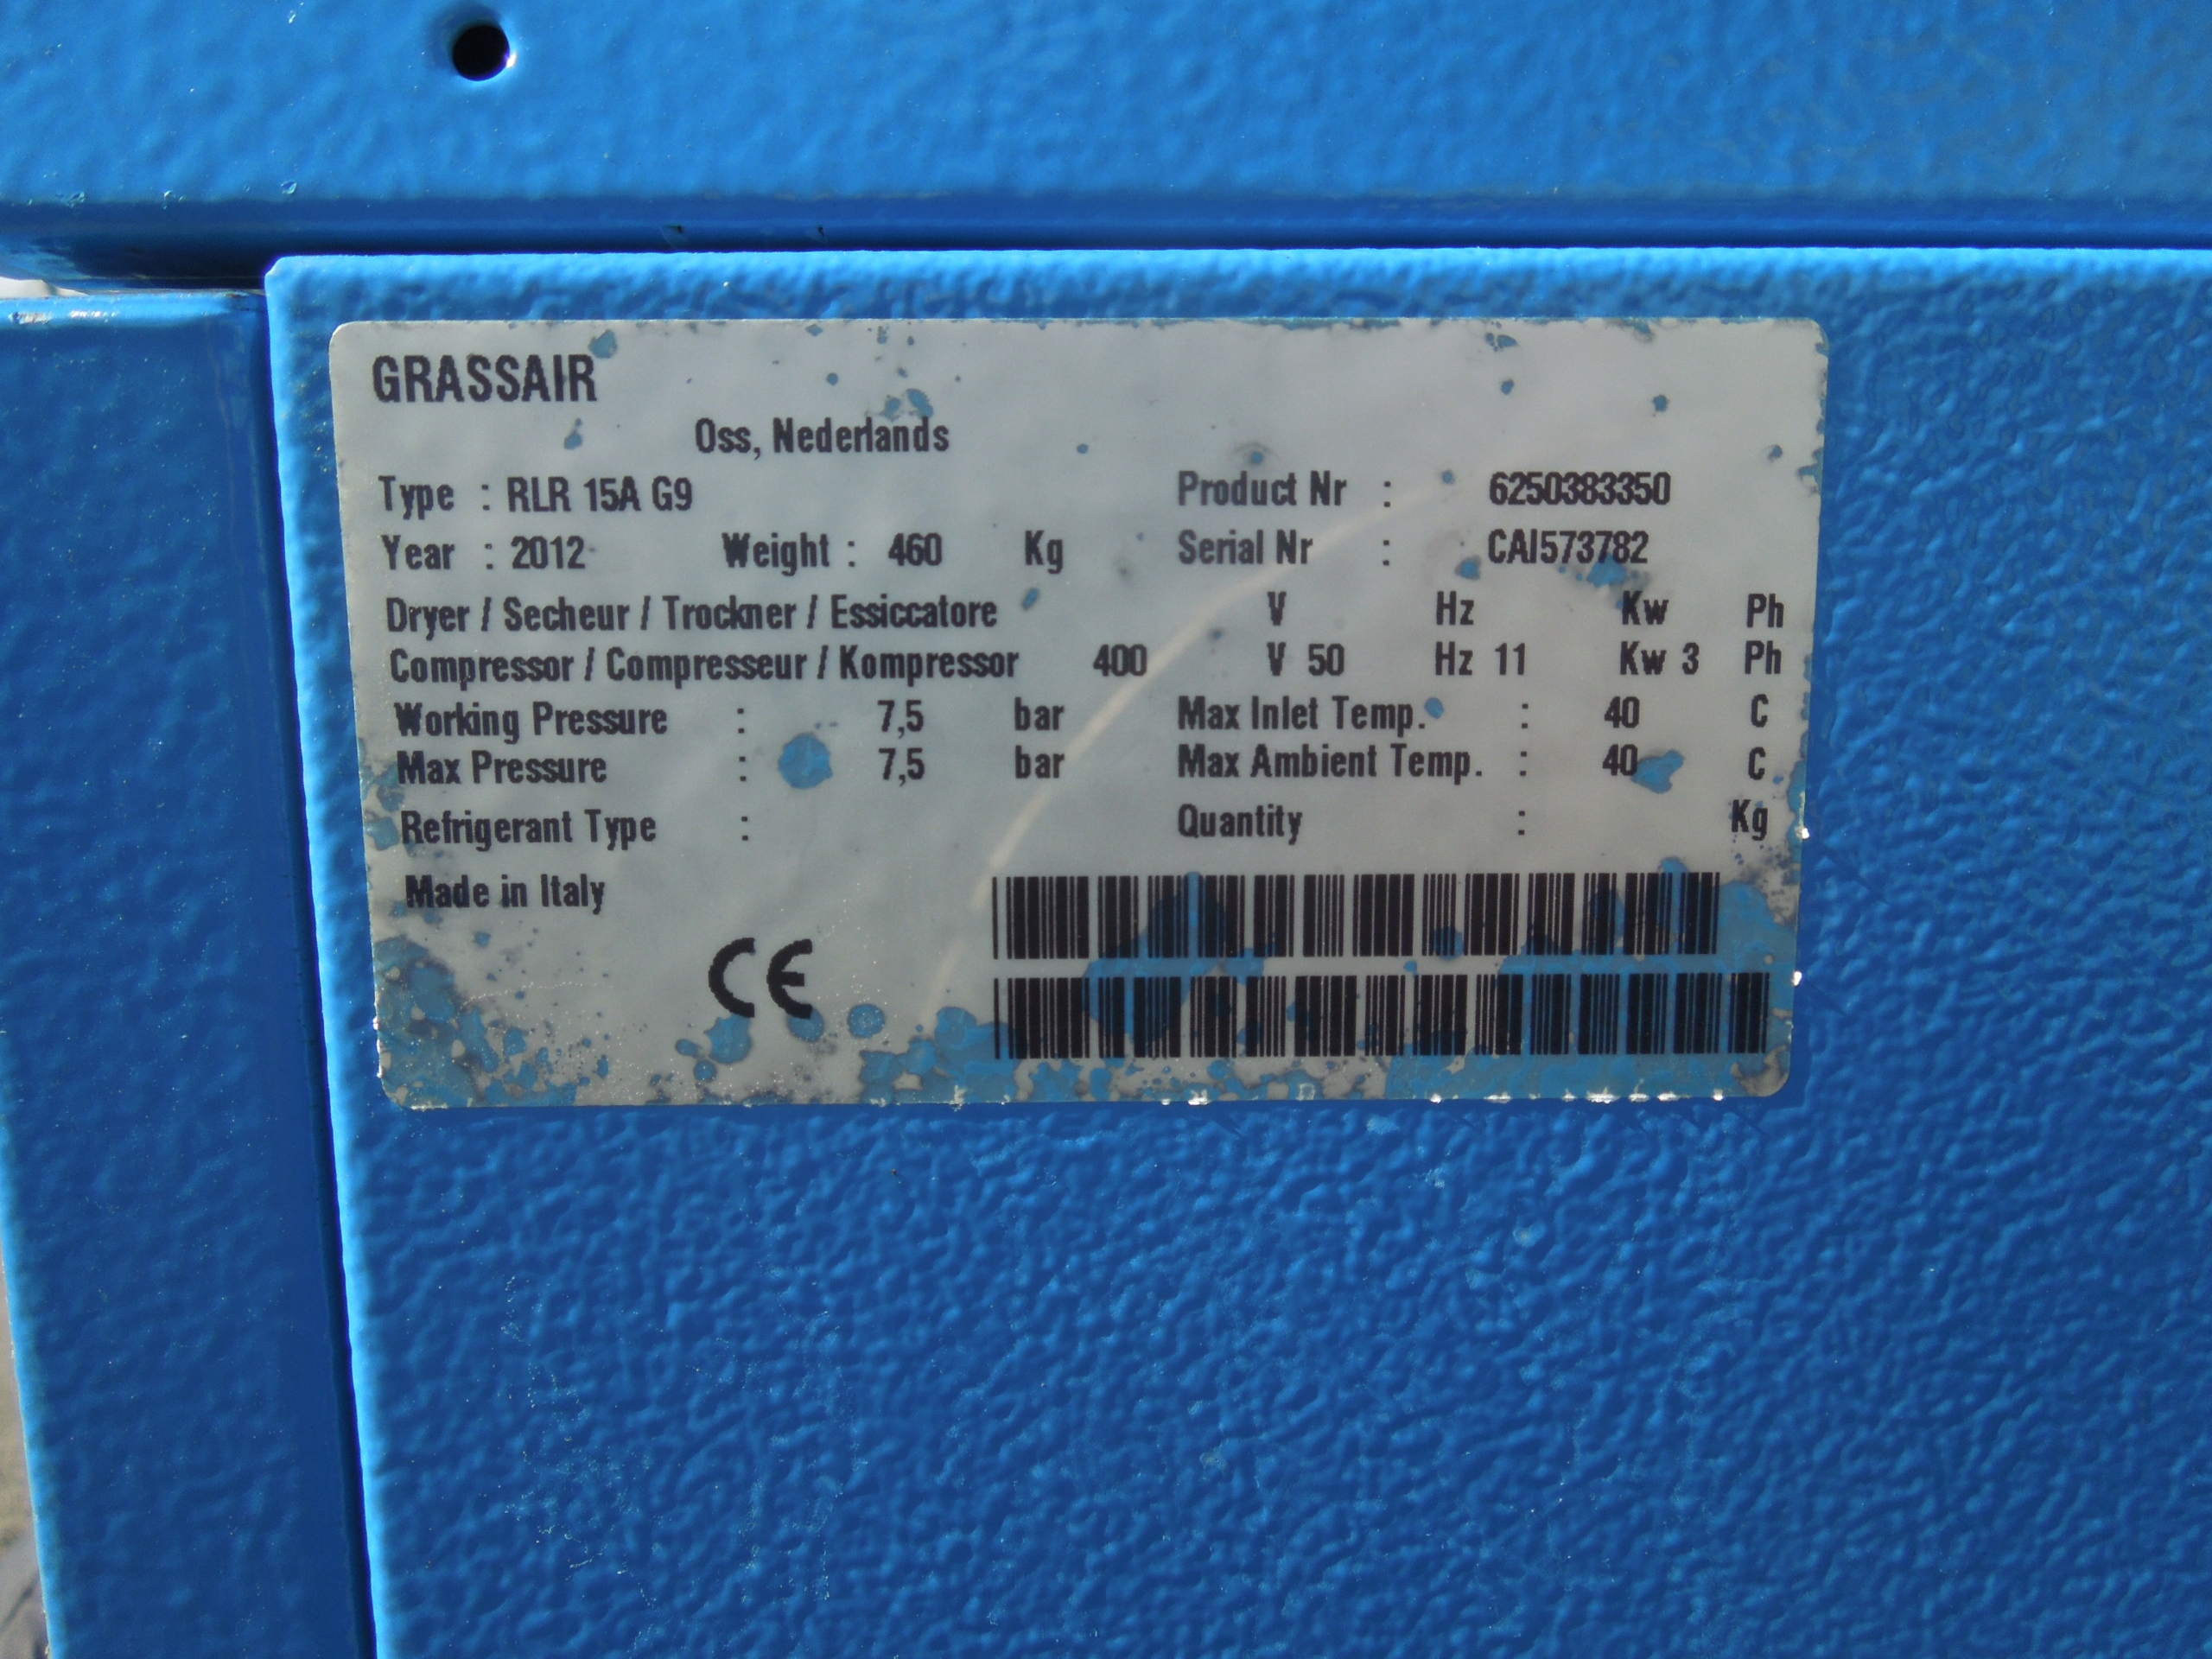 GRASSAIR
Oss, Nederlands
Type : RLR 15A G9 Product Nr : 6250383350
Year : 2012 Weight : 460 Kg Serial Nr : CAI573782
Dryer / Secheur / Trockner / Essiccatore V Hz Kw Ph
Compressor / Compresseur / Kompressor 400 V 50 Hz 11 Kw 3 Ph
Working Pressure : 7,5 bar Max Inlet Temp. : 40 C
Max Pressure : 7,5 bar Max Ambient Temp. : 40 C
Refrigerant Type : Quantity : Kg
Made in Italy
CE